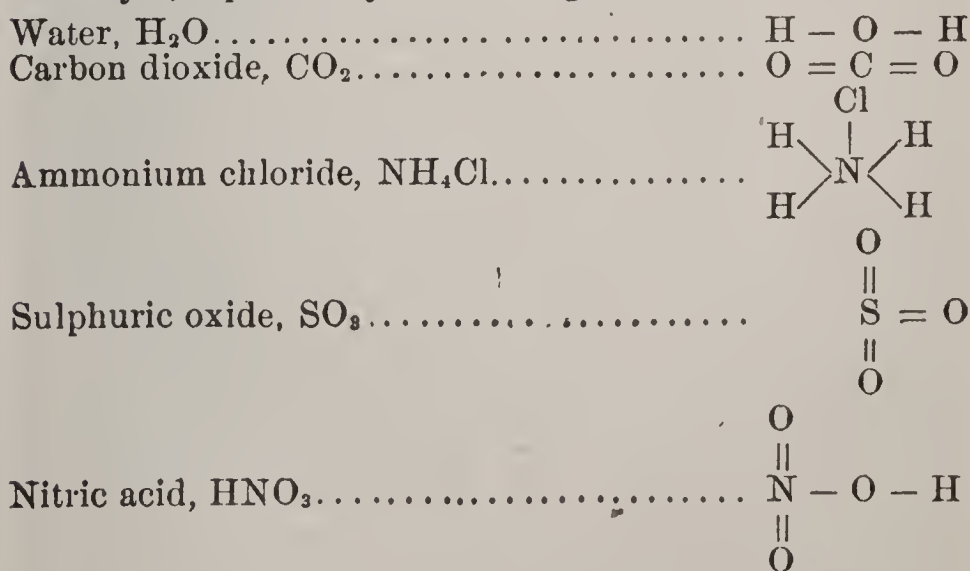 Water, H₂O.................................. H – O – H
Carbon dioxide, CO₂........................ O = C = O
Cl
|
H H
Ammonium chloride, NH₄Cl................ N
H H
O
||
Sulphuric oxide, SO₃........................ S = O
||
O
O
||
Nitric acid, HNO₃........................... N – O – H
||
O